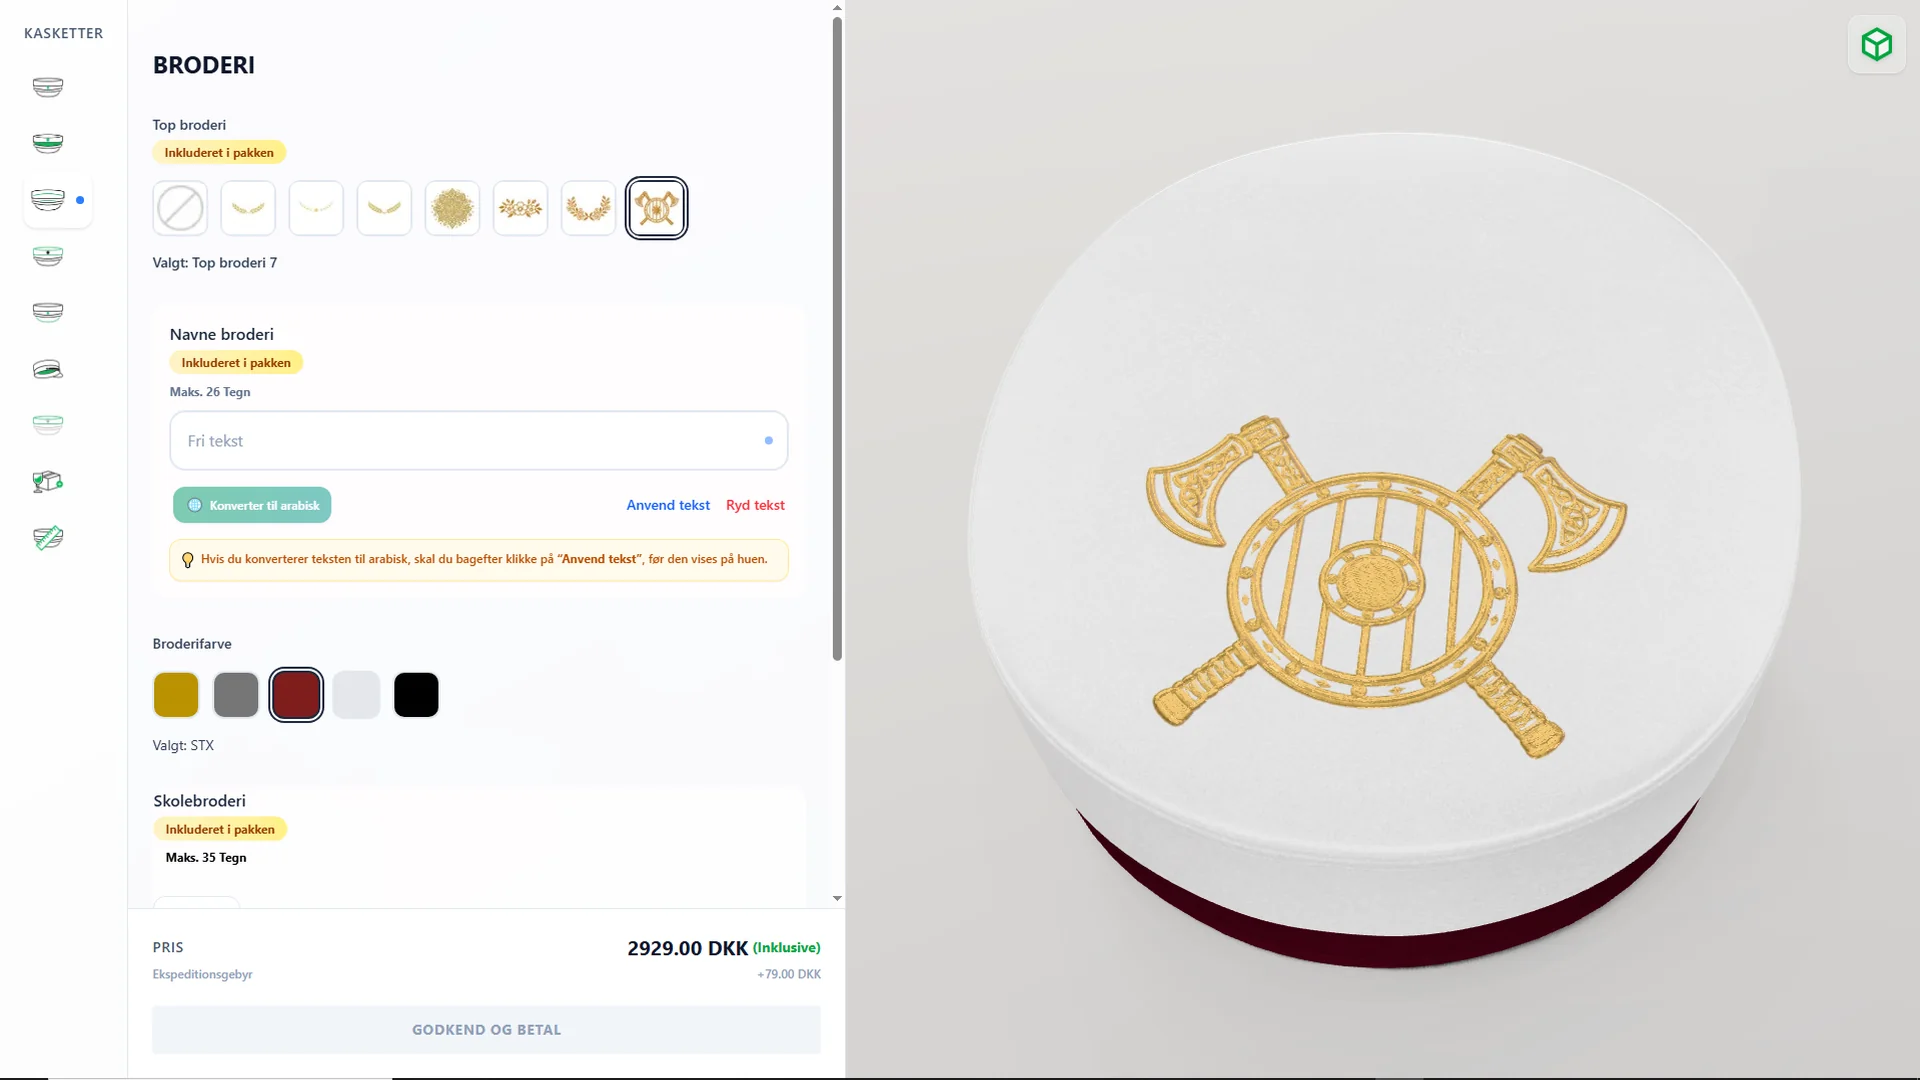 KASKETTER
BRODERI
Top broderi
Inkluderet i pakken
Valgt: Top broderi 7
Navne broderi
Inkluderet i pakken
Maks. 26 Tegn
Fri tekst
Konverter til arabisk
Anvend tekst
Ryd tekst
Hvis du konverterer teksten til arabisk, skal du bagefter klikke på “Anvend tekst”, før den vises på huen.
Broderifarve
Valgt: STX
Skolebroderi
Inkluderet i pakken
Maks. 35 Tegn
PRIS
2929.00 DKK (Inklusive)
Ekspeditionsgebyr
+79.00 DKK
GODKEND OG BETAL